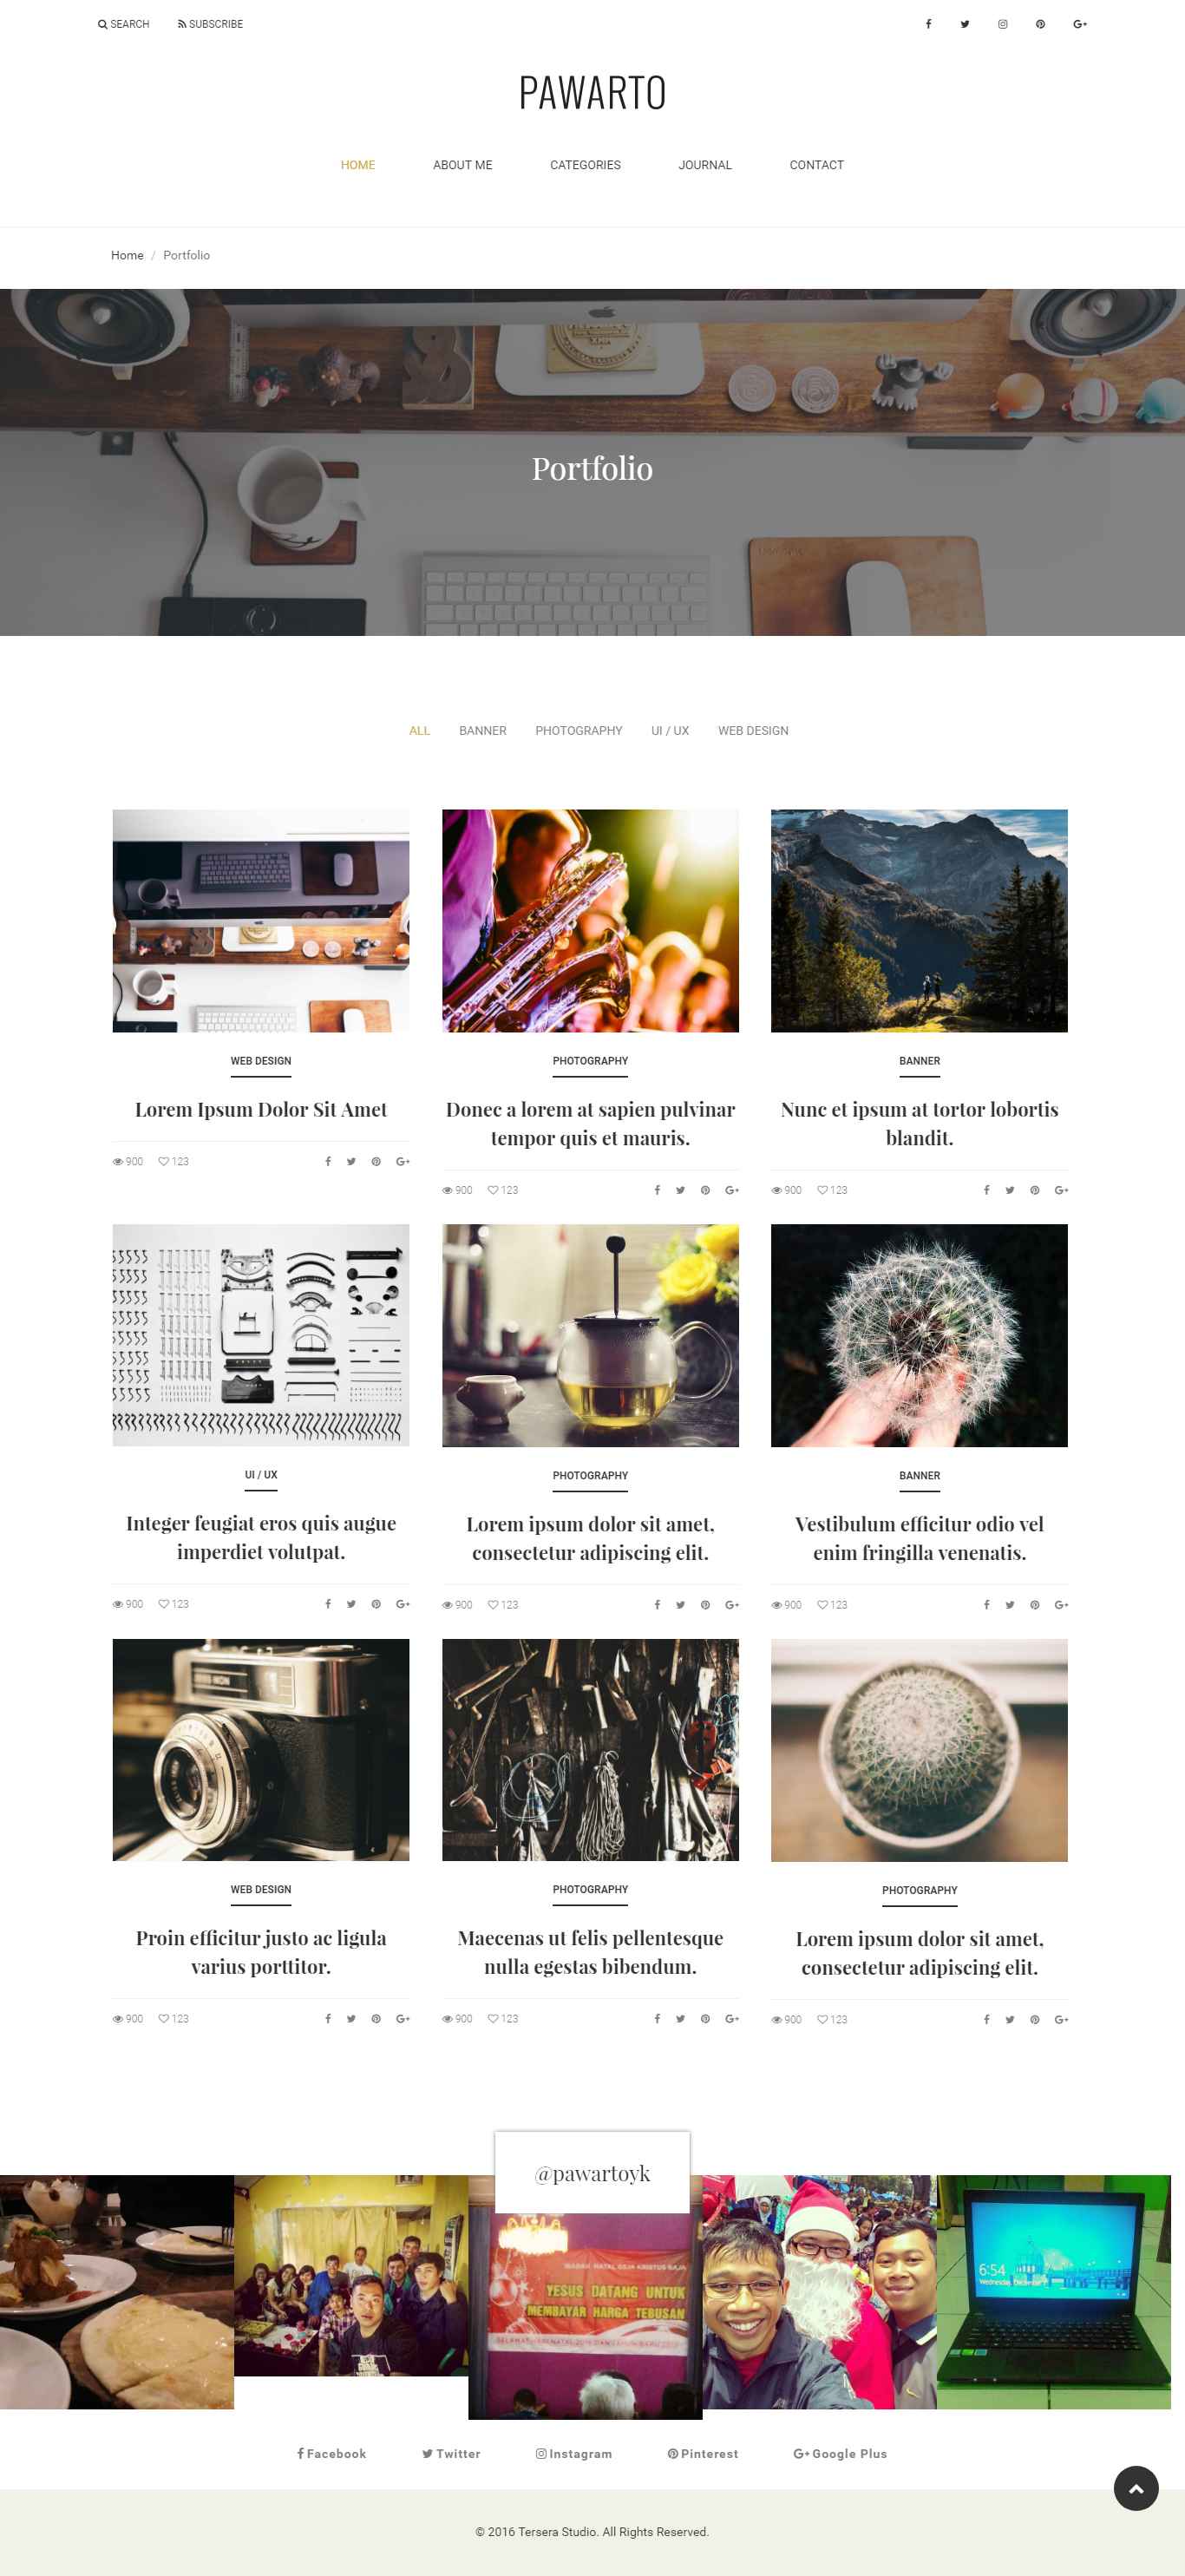 SEARCH SUBSCRIBE
PAWARTO
HOME ABOUT ME CATEGORIES JOURNAL CONTACT
Home / Portfolio
Portfolio
ALL BANNER PHOTOGRAPHY UI / UX WEB DESIGN
WEB DESIGN
Lorem Ipsum Dolor Sit Amet
900 123
PHOTOGRAPHY
Donec a lorem at sapien pulvinar
tempor quis et mauris.
900 123
BANNER
Nunc et ipsum at tortor lobortis
blandit.
900 123
UI / UX
Integer feugiat eros quis augue
imperdiet volutpat.
900 123
PHOTOGRAPHY
Lorem ipsum dolor sit amet,
consectetur adipiscing elit.
900 123
BANNER
Vestibulum efficitur odio vel
enim fringilla venenatis.
900 123
WEB DESIGN
Proin efficitur justo ac ligula
varius porttitor.
900 123
PHOTOGRAPHY
Maecenas ut felis pellentesque
nulla egestas bibendum.
900 123
PHOTOGRAPHY
Lorem ipsum dolor sit amet,
consectetur adipiscing elit.
900 123
@pawartoyk
YESUS DATANG UNTUK
MEMBAYAR HARGA TEBUSAN
6:54
Facebook Twitter Instagram Pinterest Google Plus
© 2016 Tersera Studio. All Rights Reserved.